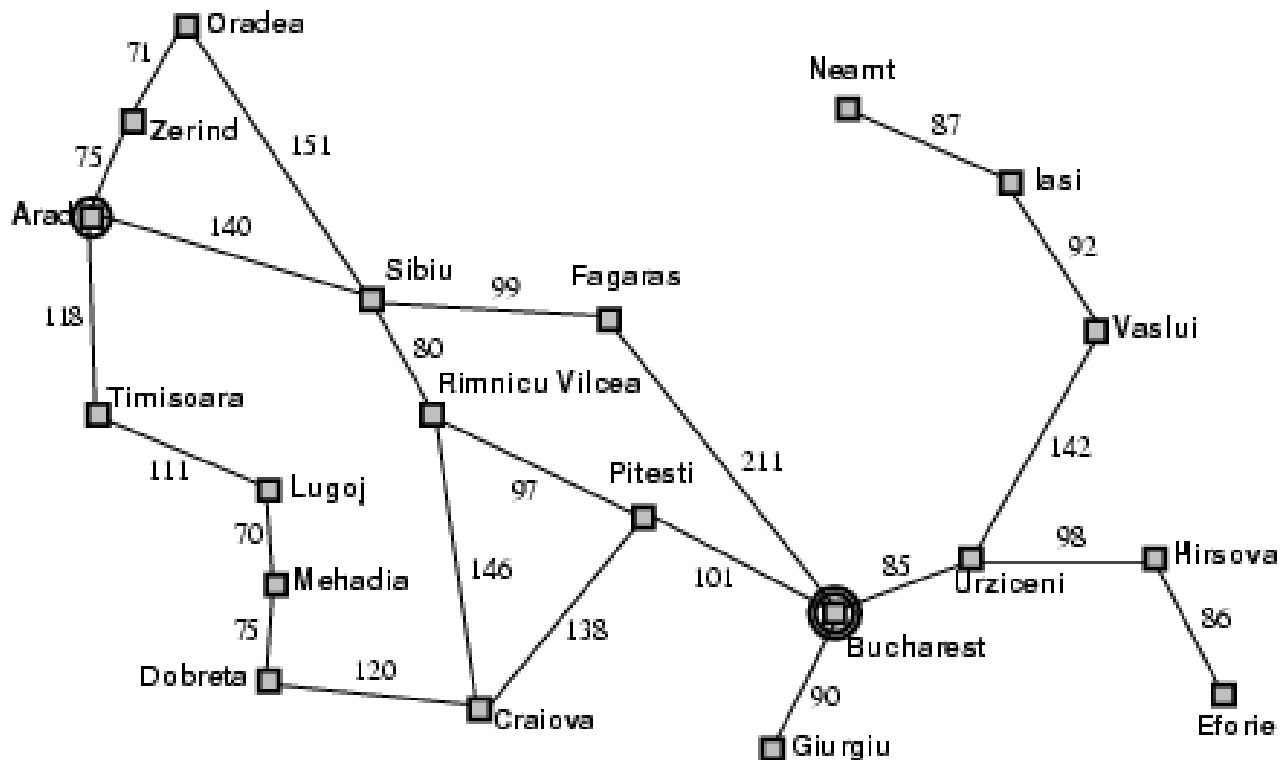 Oradea
71
Neamt
87
Zerind
151
75
Iasi
Arad
140
92
Sibiu
Fagaras
99
118
80
Vaslui
Rimnicu Vilcea
Timisoara
142
111
Pitesti
211
Lugoj
97
70
98
Hirsova
146
101
85
Urziceni
Mehadia
86
75
138
Bucharest
Dobreta
120
90
Craiova
Eforie
Giurgiu